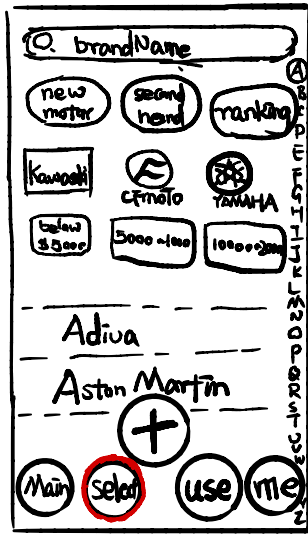 brandName
new motor
second hand
ranking
Kawasaki
CFmoto
YAMAHA
below $5000
Adiva
Aston Martin
+
Main
select
use
me